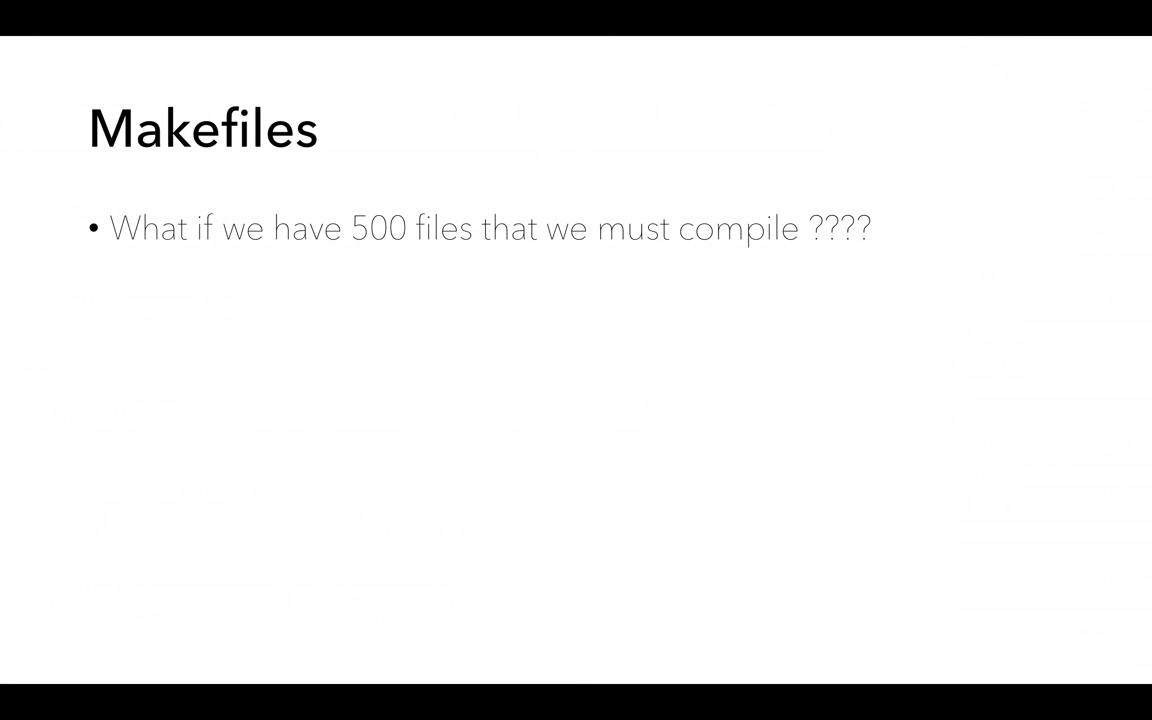 Makefiles
• What if we have 500 files that we must compile ????